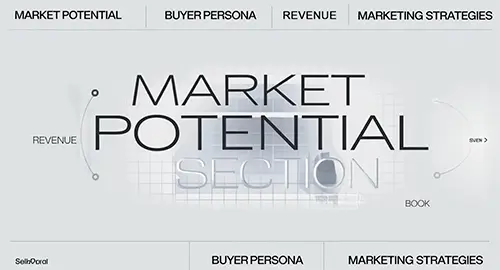 MARKET POTENTIAL
BUYER PERSONA
REVENUE
MARKETING STRATEGIES
MARKET
POTENTIAL
SECTION
REVENUE
BOOK
BUYER PERSONA
MARKETING STRATEGIES